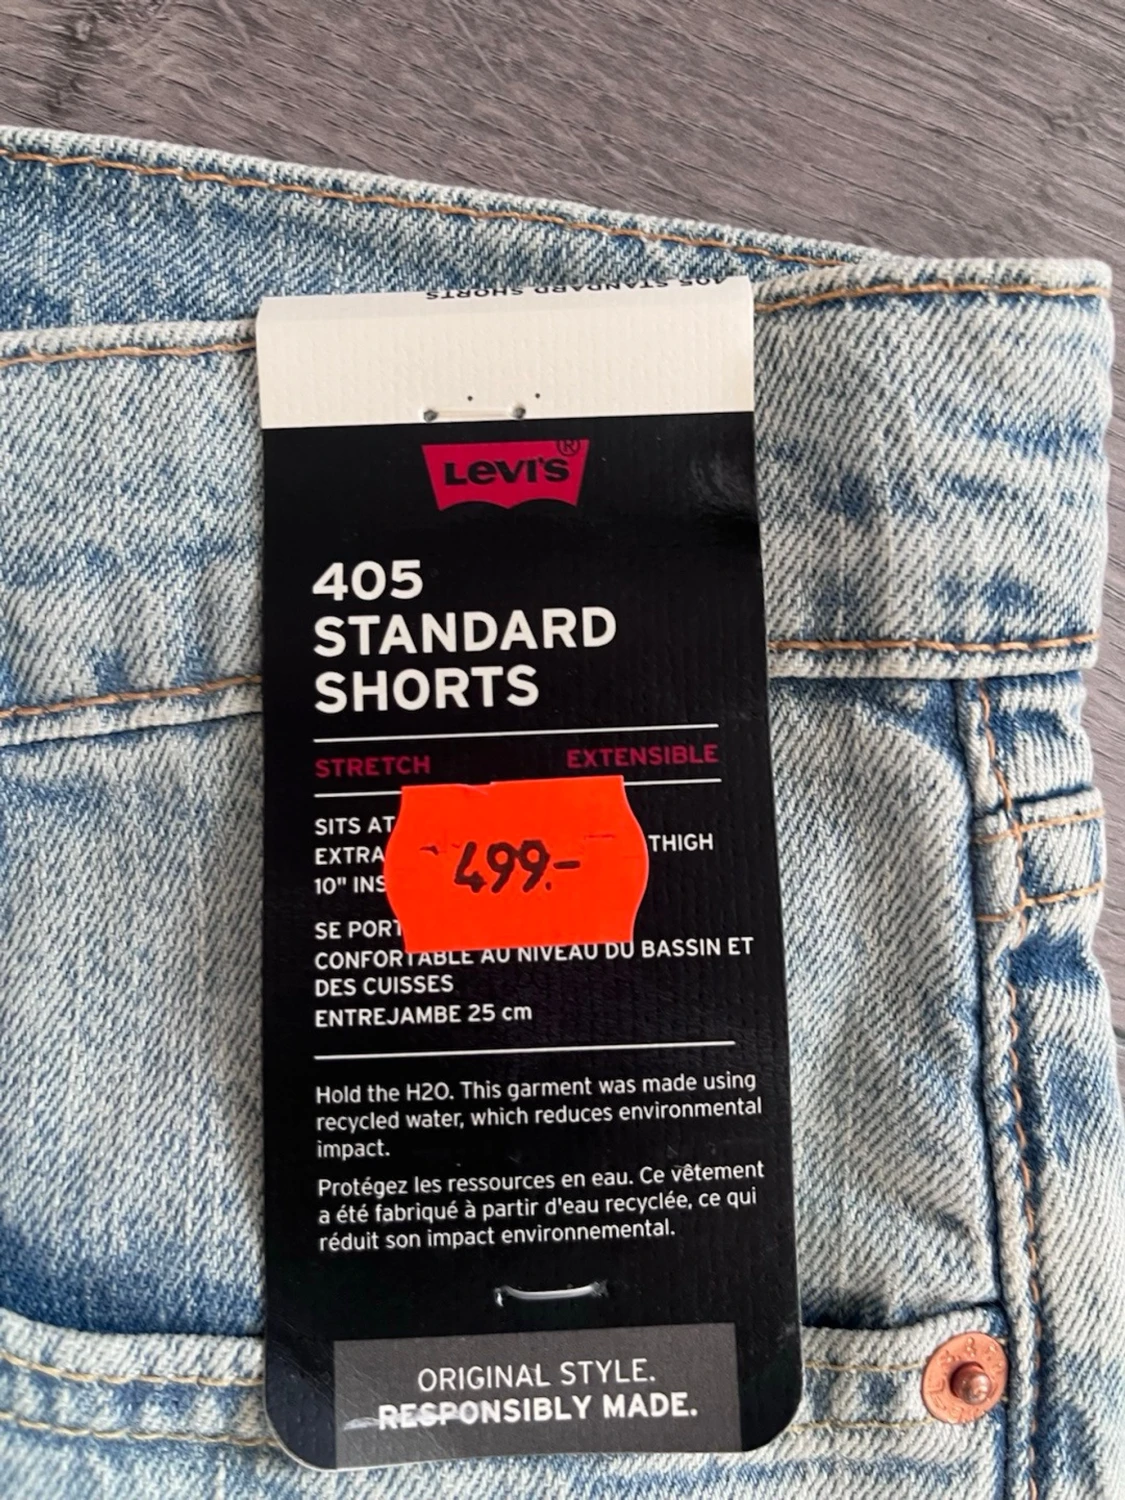 405 STANDARD SHORTS
LEVI'S®
405
STANDARD
SHORTS
STRETCH EXTENSIBLE
SITS AT
EXTRA THIGH
10"
499.-
SE
CONFORTABLE AU NIVEAU DU BASSIN ET
DES CUISSES
ENTREJAMBE 25 cm
Hold the H2O. This garment was made using
recycled water, which reduces environmental
impact.
Protégez les ressources en eau. Ce vêtement
a été fabriqué à partir d'eau recyclée, ce qui
réduit son impact environnemental.
ORIGINAL STYLE.
RESPONSIBLY MADE.